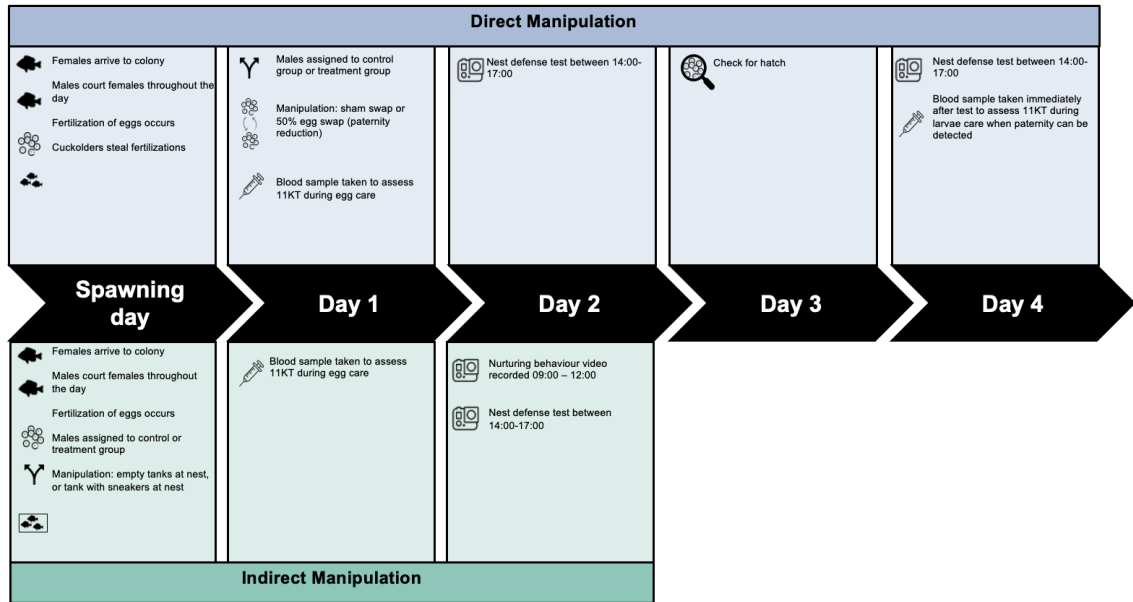 Direct Manipulation
Females arrive to colony
Males court females throughout the
day
Fertilization of eggs occurs
Cuckolders steal fertilizations
Males assigned to control
group or treatment group
Manipulation: sham swap or
50% egg swap (paternity
reduction)
Blood sample taken to assess
11KT during egg care
Nest defense test between 14:00-
17:00
Check for hatch
Nest defense test between 14:00-
17:00
Blood sample taken immediately
after test to assess 11KT during
larvae care when paternity can be
detected
Spawning
day
Day 1
Day 2
Day 3
Day 4
Females arrive to colony
Males court females throughout
the day
Fertilization of eggs occurs
Males assigned to control or
treatment group
Manipulation: empty tanks at nest,
or tank with sneakers at nest
Blood sample taken to assess
11KT during egg care
Nurturing behaviour video
recorded 09:00 – 12:00
Nest defense test between
14:00-17:00
Indirect Manipulation